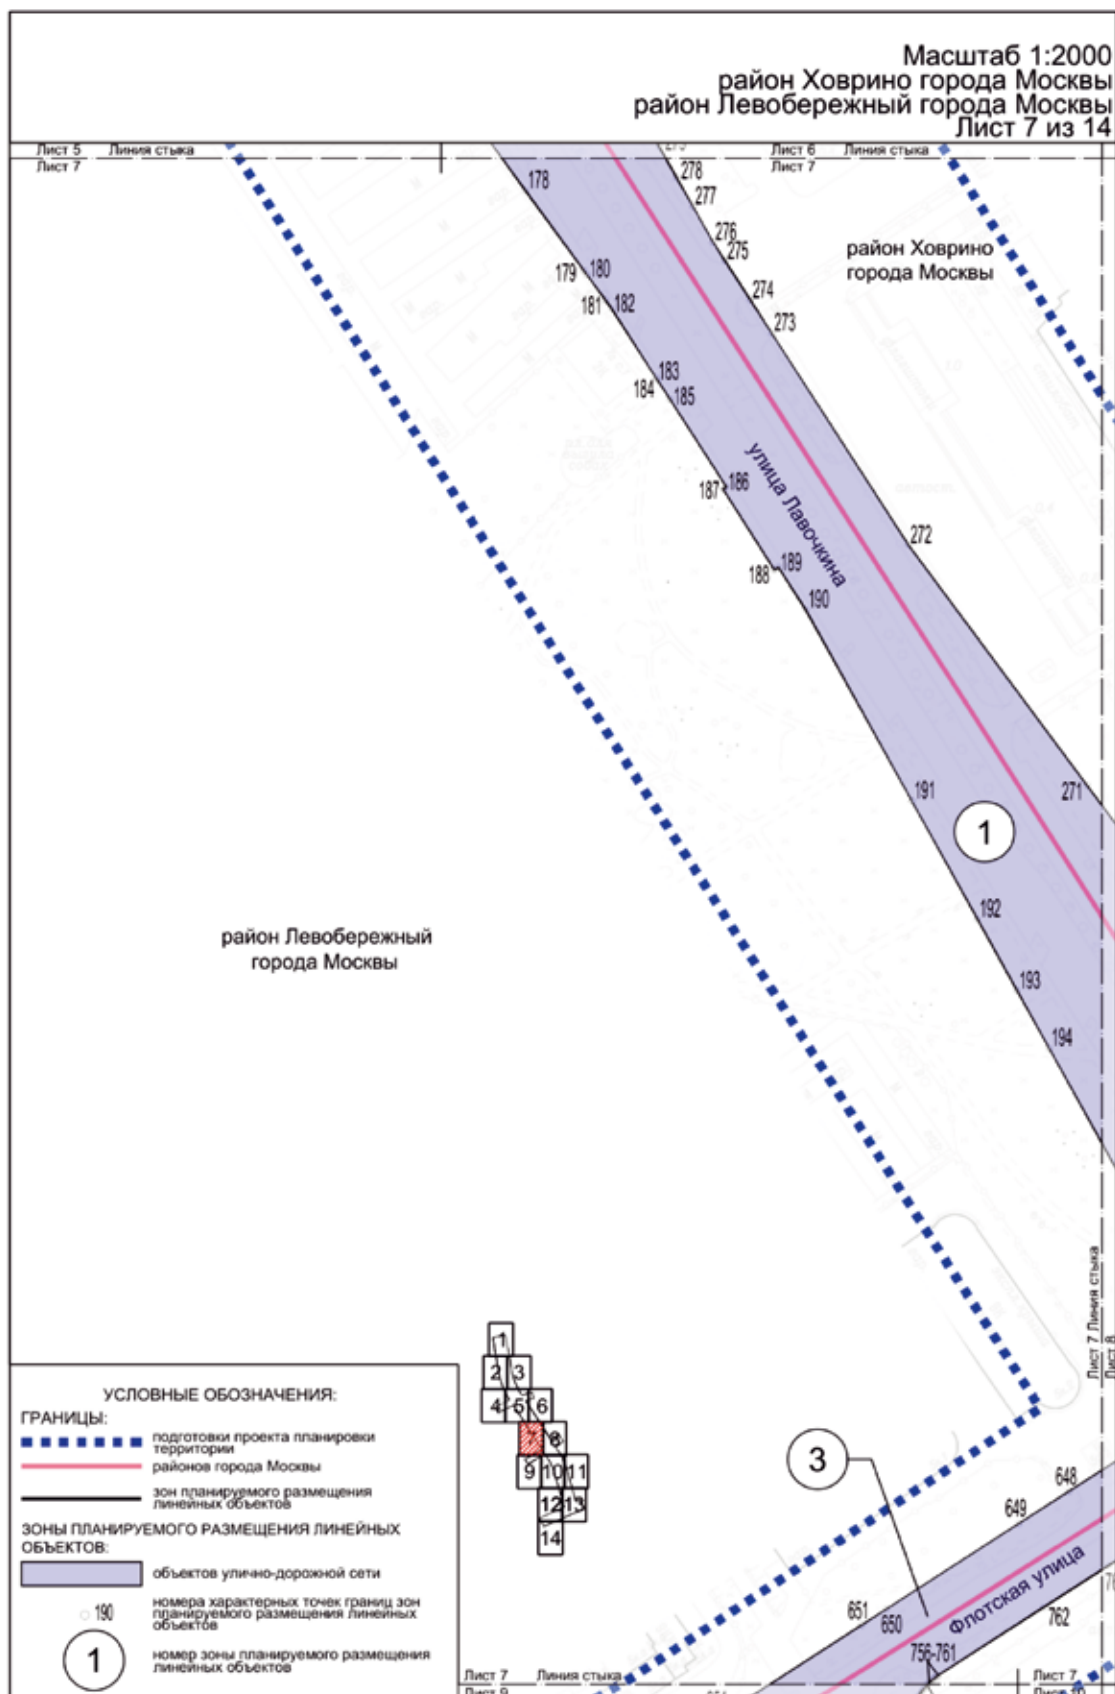 Масштаб 1:2000
район Ховрино города Москвы
район Левобережный города Москвы
Лист 7 из 14
Лист 5 Линия стыка
Лист 7
Лист 6 Линия стыка
Лист 7
178
278
277
276
275
274
273
район Ховрино
города Москвы
179
180
181
182
183
184
185
186
187
улица Лавочкина
272
188
189
190
191
271
1
192
193
194
район Левобережный
города Москвы
Лист 7 Линия стыка
Лист 8
1
2 3
4 5 6
7 8
9 10 11
12 13
14
3
648
649
651
650
Флотская улица
756-761
762
УСЛОВНЫЕ ОБОЗНАЧЕНИЯ:
ГРАНИЦЫ:
подготовки проекта планировки
территории
районов города Москвы
зон планируемого размещения
линейных объектов
ЗОНЫ ПЛАНИРУЕМОГО РАЗМЕЩЕНИЯ ЛИНЕЙНЫХ
ОБЪЕКТОВ:
объектов улично-дорожной сети
190
номера характерных точек границ зон
планируемого размещения линейных
объектов
1
номер зоны планируемого размещения
линейных объектов
Лист 7 Линия стыка
Лист 9
Лист 7
Лист 10